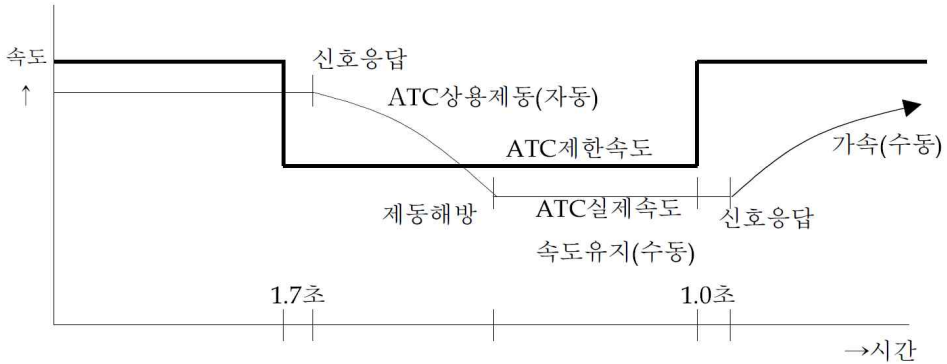 속도
↑
신호응답
ATC상용제동(자동)
ATC제한속도
가속(수동)
제동해방
ATC실제속도
신호응답
속도유지(수동)
1.7초
1.0초
→시간